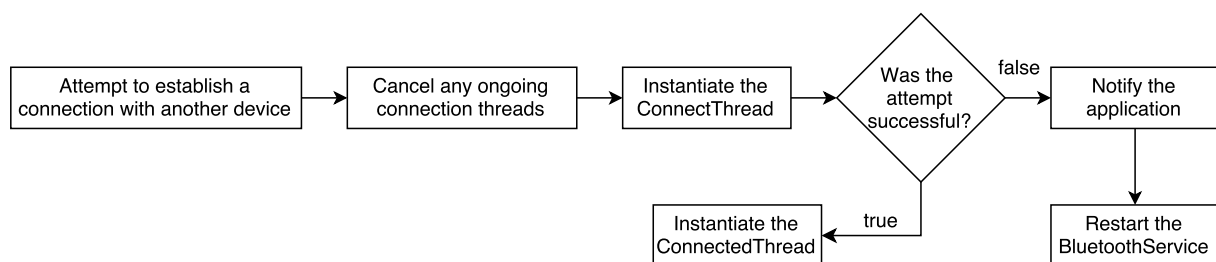 Attempt to establish a
connection with another device
Cancel any ongoing
connection threads
Instantiate the
ConnectThread
Was the
attempt
successful?
false
Notify the
application
true
Instantiate the
ConnectedThread
Restart the
BluetoothService